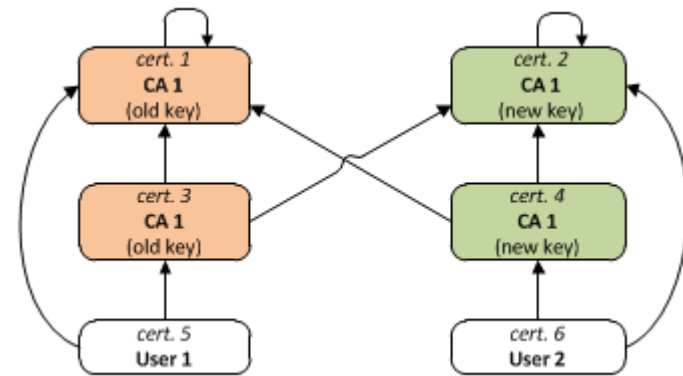 cert. 1
CA 1
(old key)
cert. 2
CA 1
(new key)
cert. 3
CA 1
(old key)
cert. 4
CA 1
(new key)
cert. 5
User 1
cert. 6
User 2